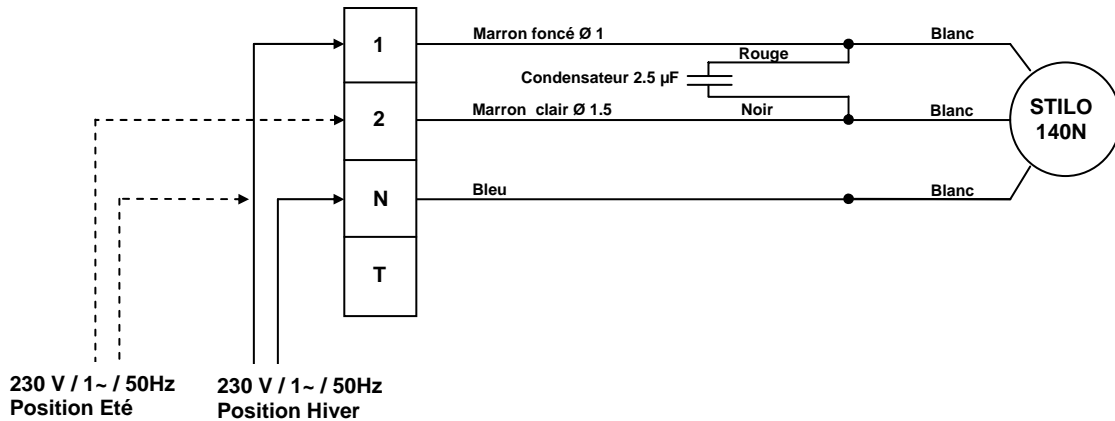 1
Marron foncé Ø 1
Blanc
Rouge
Condensateur 2.5 µF
2
Marron clair Ø 1.5
Noir
Blanc
STILO
140N
N
Bleu
Blanc
T
230 V / 1~ / 50Hz
Position Eté
230 V / 1~ / 50Hz
Position Hiver